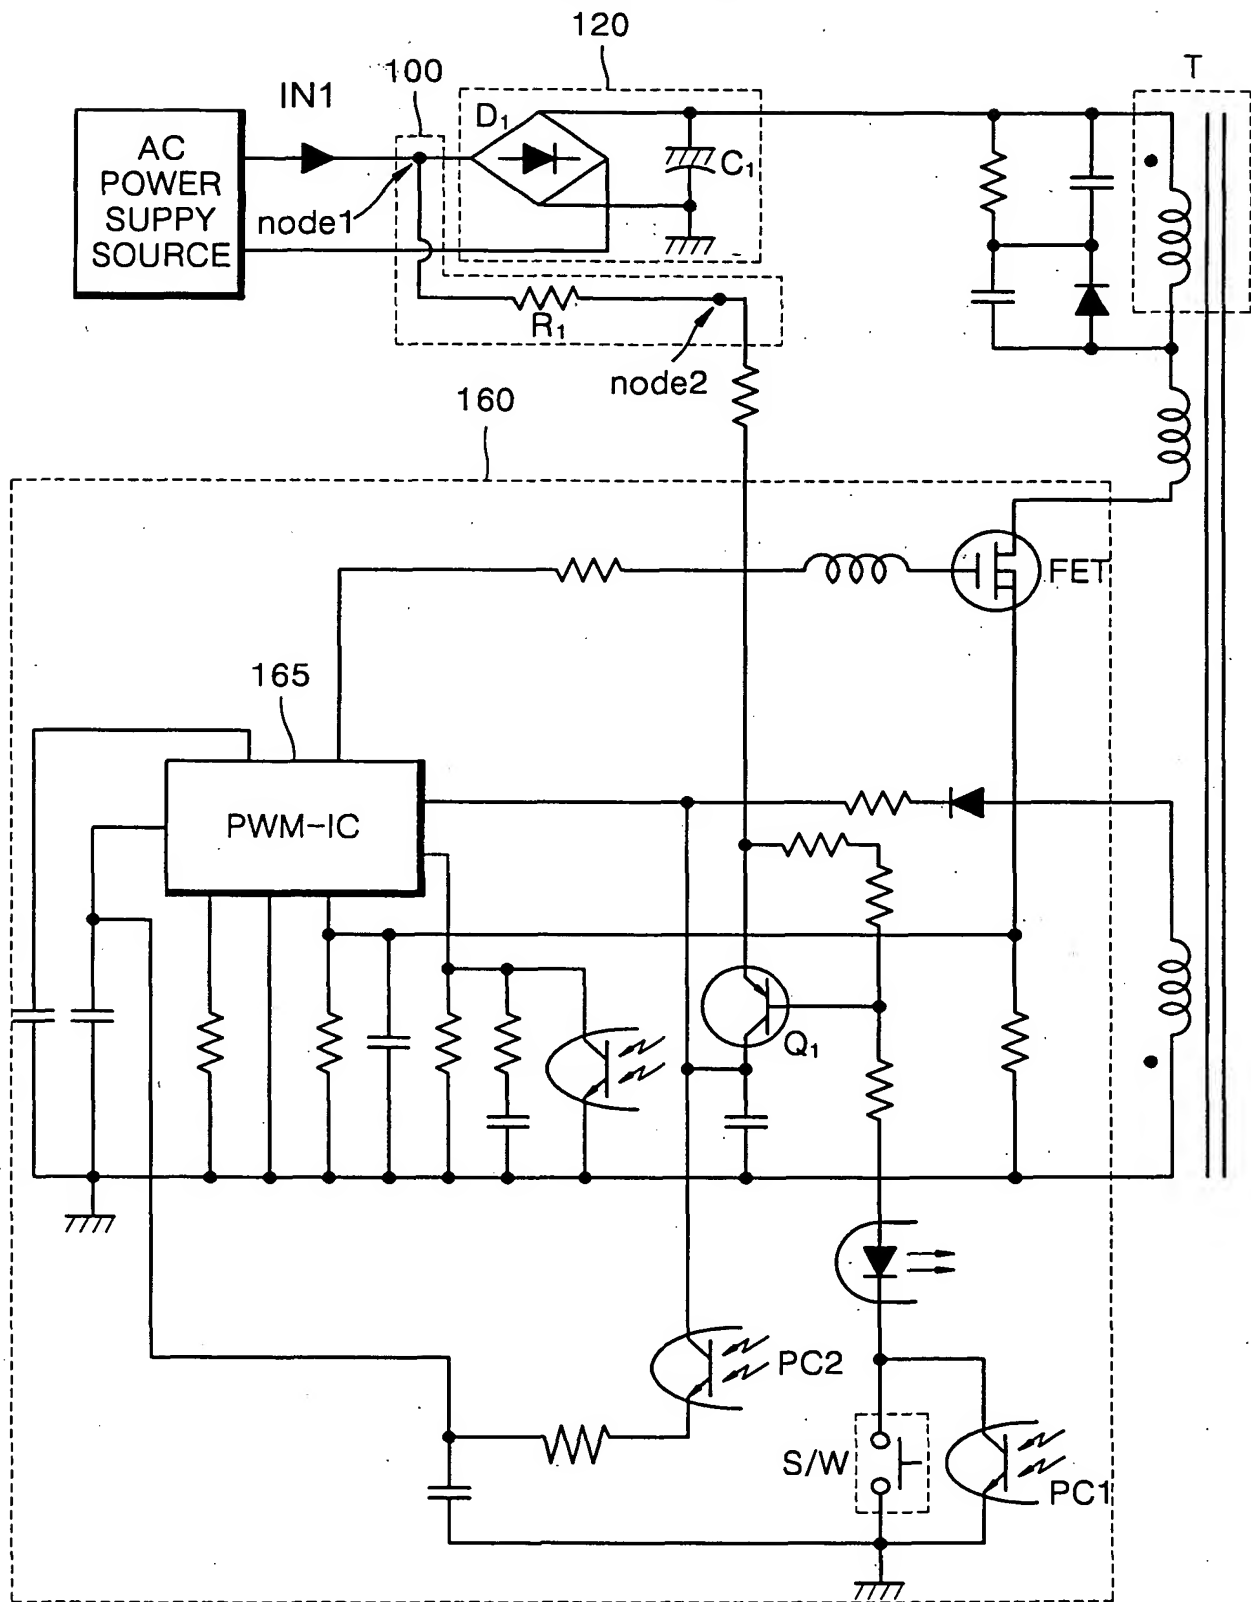 120
T
100
IN1
D1
AC
POWER
SUPPY
SOURCE
C1
node1
R1
node2
160
FET
165
PWM-IC
Q1
PC2
S/W
PC1